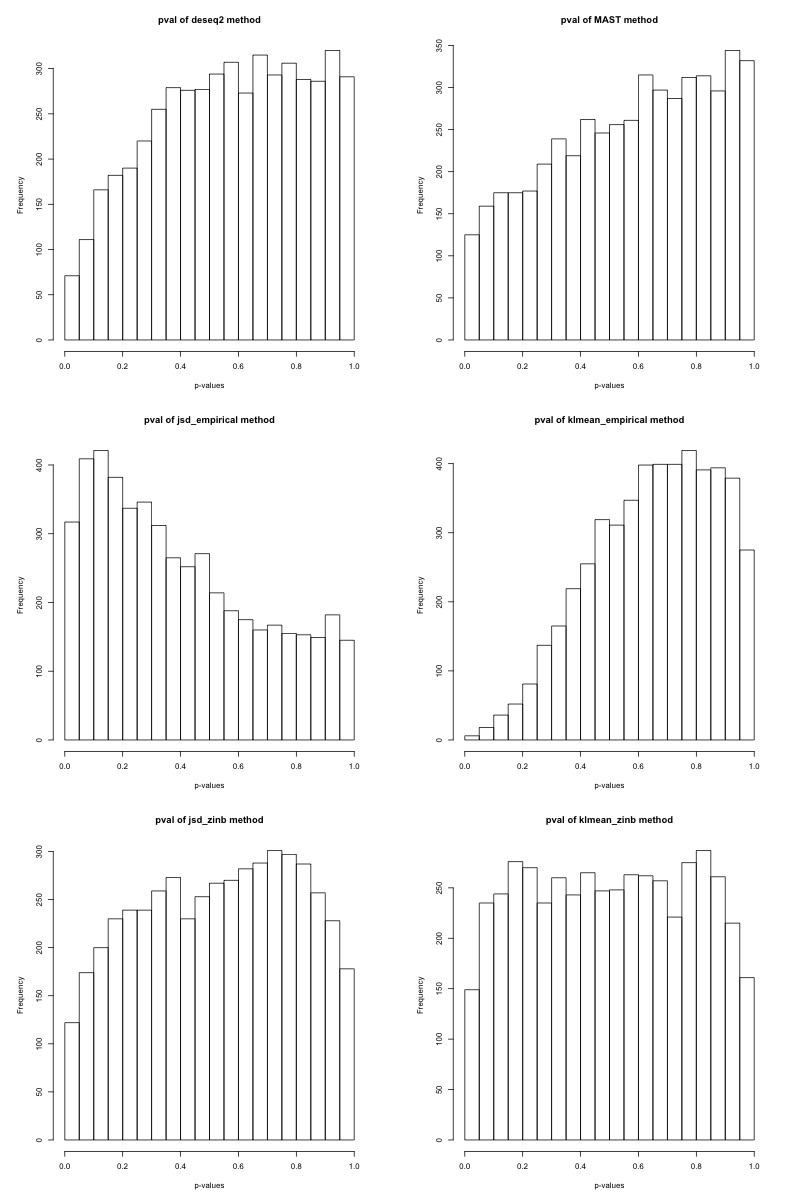 pval of deseq2 method
Frequency
0 50 100 150 200 250 300
0.0 0.2 0.4 0.6 0.8 1.0
p-values
pval of MAST method
Frequency
0 50 100 150 200 250 300 350
0.0 0.2 0.4 0.6 0.8 1.0
p-values
pval of jsd_empirical method
Frequency
0 100 200 300 400
0.0 0.2 0.4 0.6 0.8 1.0
p-values
pval of klmean_empirical method
Frequency
0 100 200 300 400
0.0 0.2 0.4 0.6 0.8 1.0
p-values
pval of jsd_zinb method
Frequency
0 50 100 150 200 250 300
0.0 0.2 0.4 0.6 0.8 1.0
p-values
pval of klmean_zinb method
Frequency
0 50 100 150 200 250
0.0 0.2 0.4 0.6 0.8 1.0
p-values